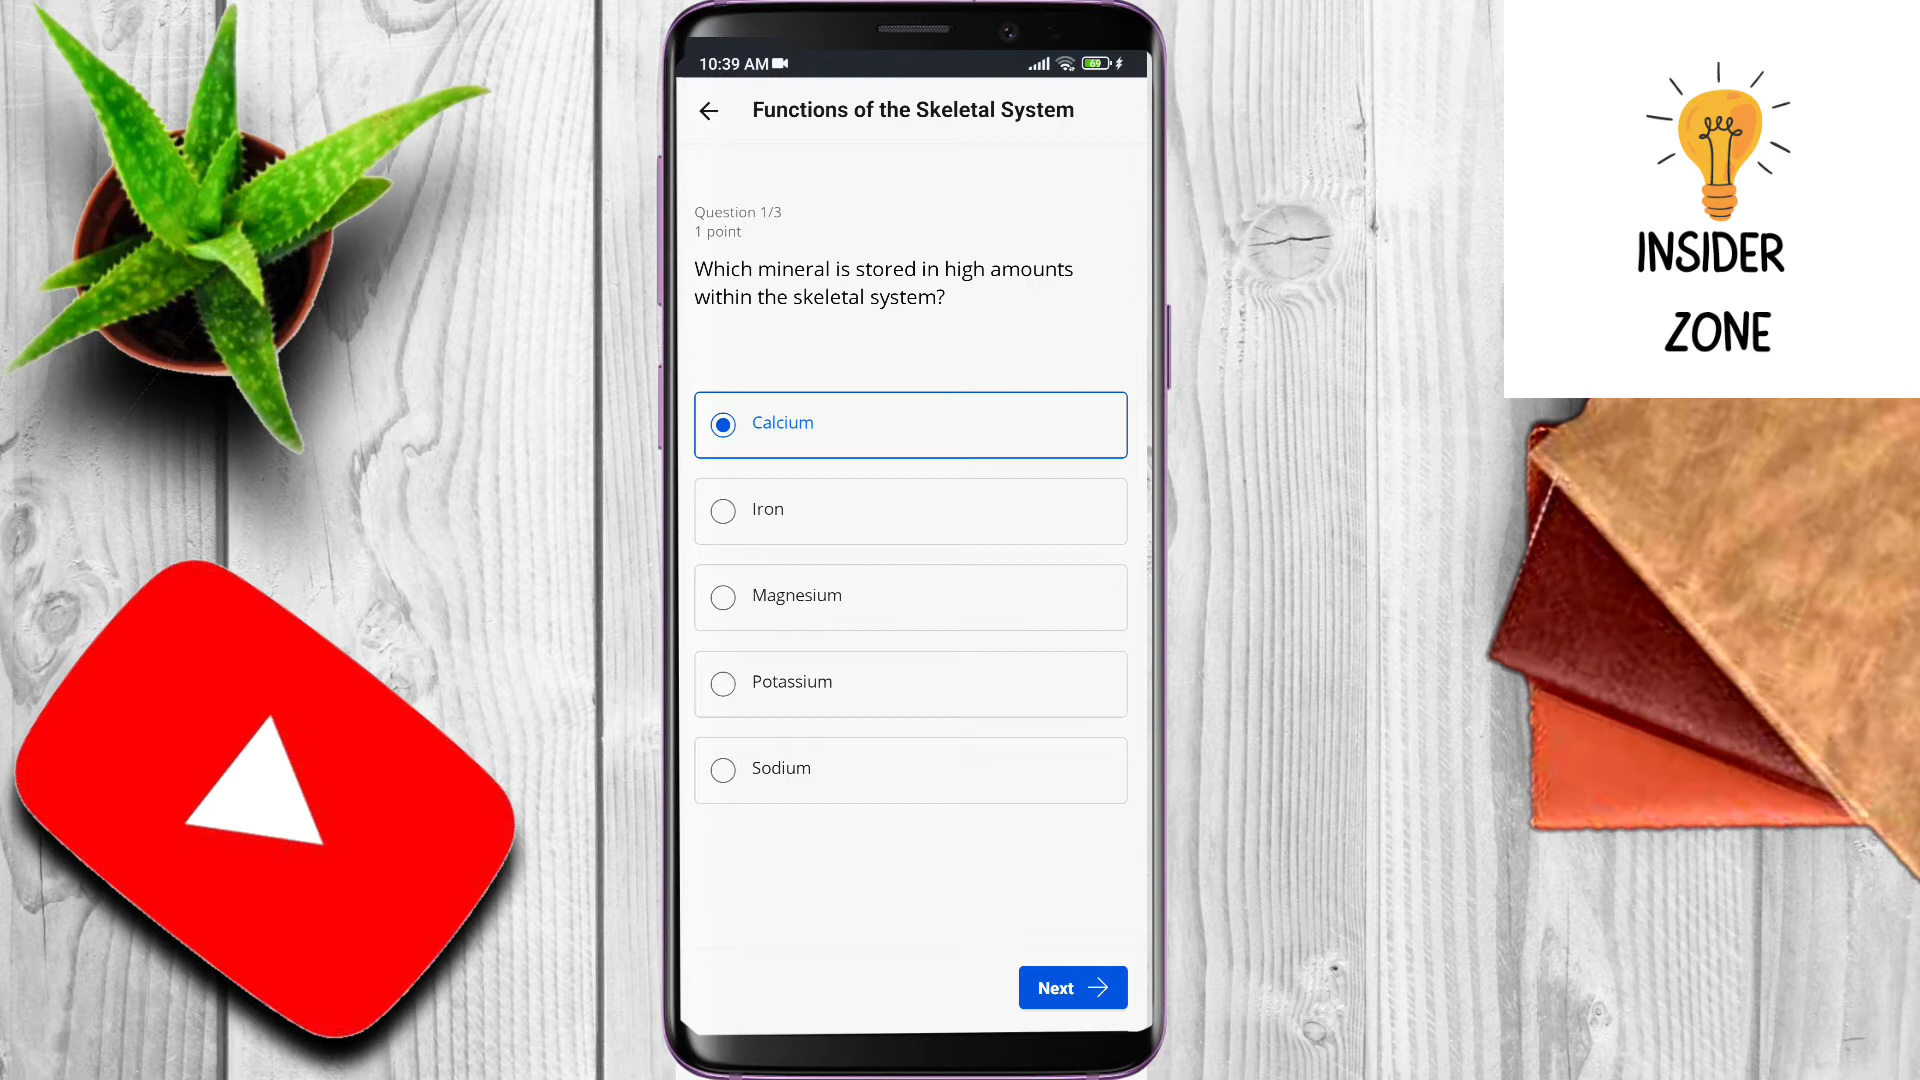 10:39 AM
69
Functions of the Skeletal System
Question 1/3
1 point
Which mineral is stored in high amounts
within the skeletal system?
Calcium
Iron
Magnesium
Potassium
Sodium
Next
INSIDER
ZONE